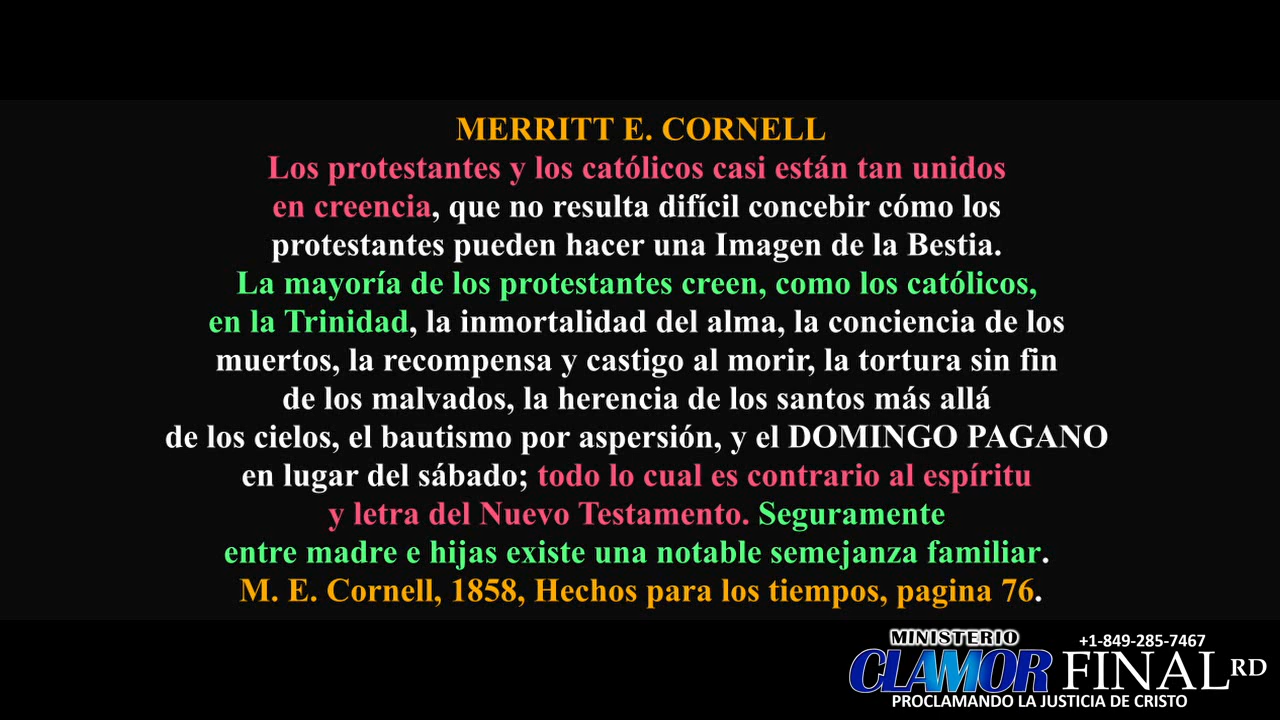 MERRITT E. CORNELL
Los protestantes y los católicos casi están tan unidos
en creencia, que no resulta difícil concebir cómo los
protestantes pueden hacer una Imagen de la Bestia.
La mayoría de los protestantes creen, como los católicos,
en la Trinidad, la inmortalidad del alma, la conciencia de los
muertos, la recompensa y castigo al morir, la tortura sin fin
de los malvados, la herencia de los santos más allá
de los cielos, el bautismo por aspersión, y el DOMINGO PAGANO
en lugar del sábado; todo lo cual es contrario al espíritu
y letra del Nuevo Testamento. Seguramente
entre madre e hijas existe una notable semejanza familiar.
M. E. Cornell, 1858, Hechos para los tiempos, pagina 76.
MINISTERIO
+1-849-285-7467
CLAMOR FINAL RD
PROCLAMANDO LA JUSTICIA DE CRISTO